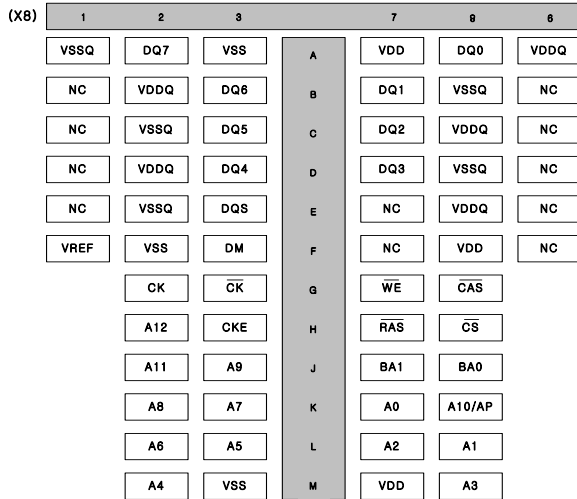 (X8) 1 2 3 7 8 6
VSSQ DQ7 VSS A VDD DQ0 VDDQ
NC VDDQ DQ6 B DQ1 VSSQ NC
NC VSSQ DQ5 C DQ2 VDDQ NC
NC VDDQ DQ4 D DQ3 VSSQ NC
NC VSSQ DQS E NC VDDQ NC
VREF VSS DM F NC VDD NC
CK CK G WE CAS
A12 CKE H RAS CS
A11 A9 J BA1 BA0
A8 A7 K A0 A10/AP
A6 A5 L A2 A1
A4 VSS M VDD A3